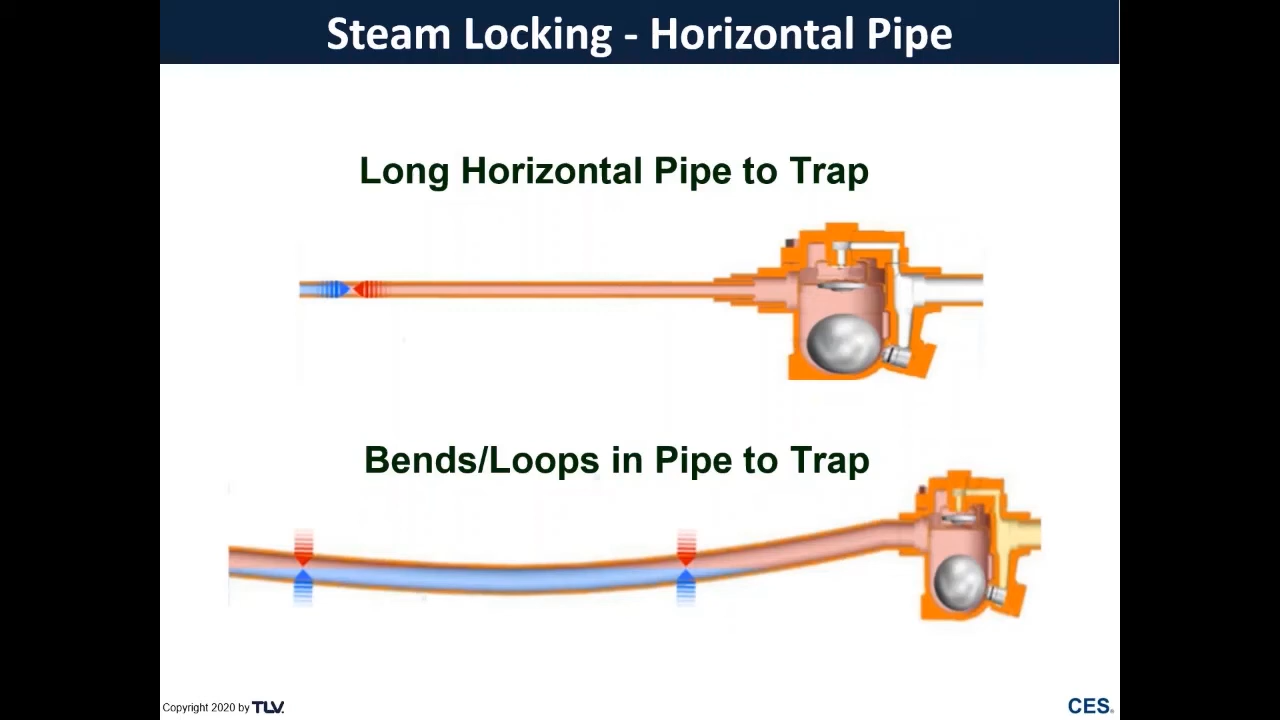 Steam Locking - Horizontal Pipe
Long Horizontal Pipe to Trap
Bends/Loops in Pipe to Trap
Copyright 2020 by TLV.
CES.